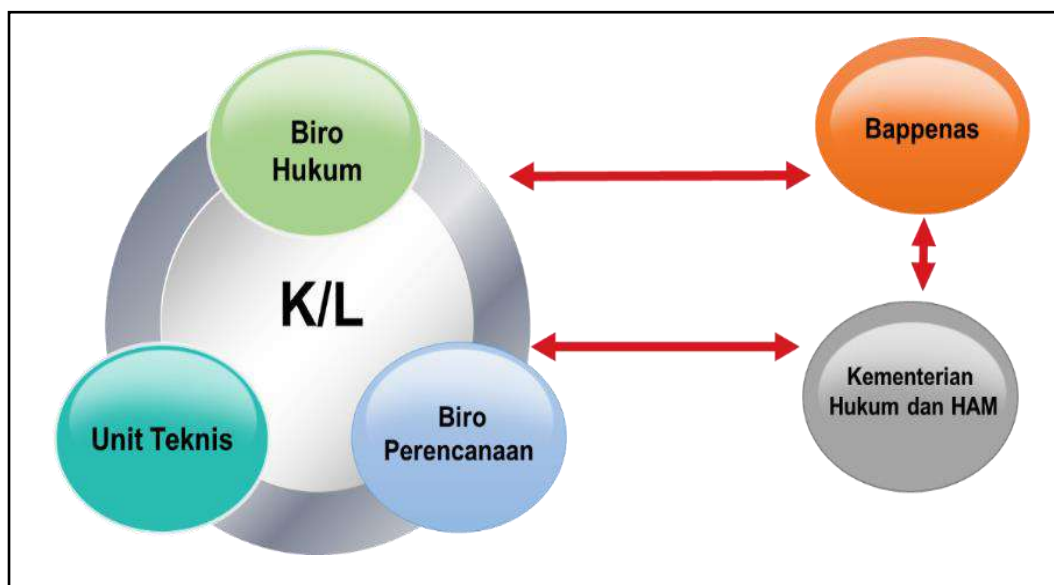 Biro
Hukum
Bappenas
K/L
Unit Teknis
Biro
Perencanaan
Kementerian
Hukum dan HAM